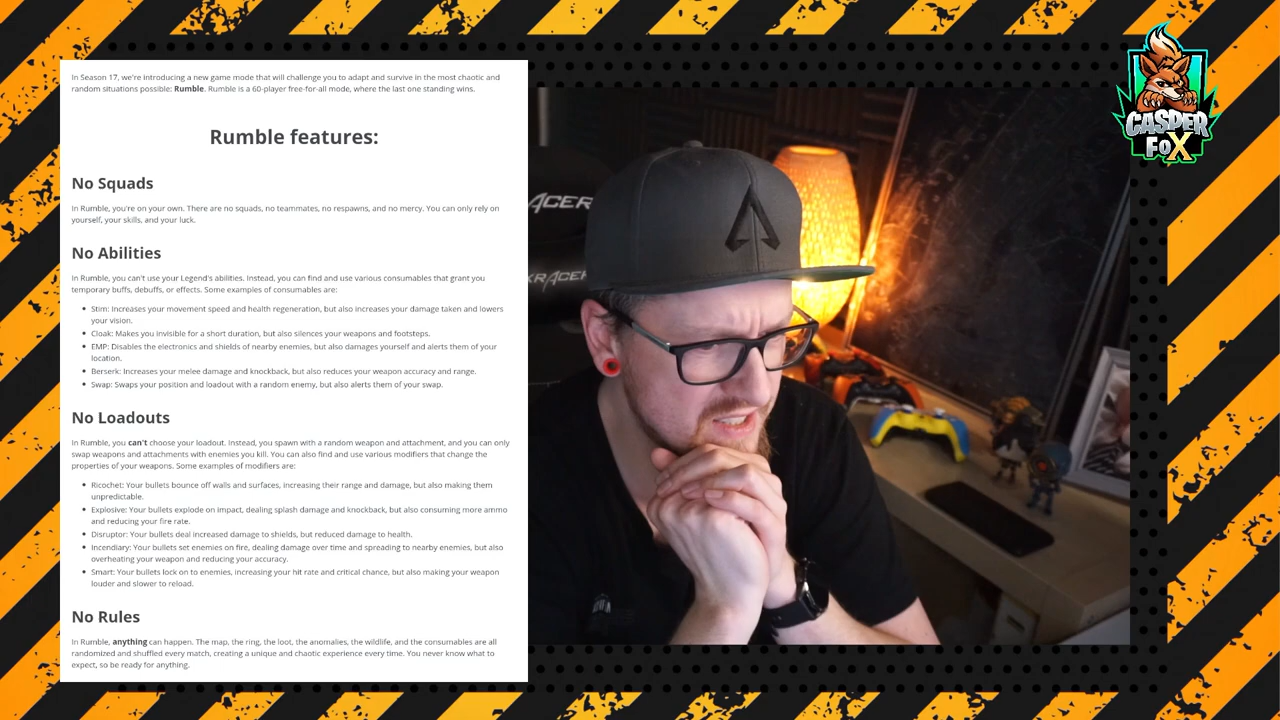 In Season 17, we're introducing a new game mode that will challenge you to adapt and survive in the most chaotic and
random situations possible: Rumble. Rumble is a 60-player free-for-all mode, where the last one standing wins.
Rumble features:
No Squads
In Rumble, you're on your own. There are no squads, no teammates, no respawns, and no mercy. You can only rely on
yourself, your skills, and your luck.
No Abilities
In Rumble, you can't use your Legend's abilities. Instead, you can find and use various consumables that grant you
temporary buffs, debuffs, or effects. Some examples of consumables are:
Stim: Increases your movement speed and health regeneration, but also increases your damage taken and lowers
your vision.
Cloak: Makes you invisible for a short duration, but also silences your weapons and footsteps.
EMP: Disables the electronics and shields of nearby enemies, but also damages yourself and alerts them of your
location.
Berserk: Increases your melee damage and knockback, but also reduces your weapon accuracy and range.
Swap: Swaps your position and loadout with a random enemy, but also alerts them of your swap.
No Loadouts
In Rumble, you can't choose your loadout. Instead, you spawn with a random weapon and attachment, and you can only
swap weapons and attachments with enemies you kill. You can also find and use various modifiers that change the
properties of your weapons. Some examples of modifiers are:
Ricochet: Your bullets bounce off walls and surfaces, increasing their range and damage, but also making them
unpredictable.
Explosive: Your bullets explode on impact, dealing splash damage and knockback, but also consuming more ammo
and reducing your fire rate.
Disruptor: Your bullets deal increased damage to shields, but reduced damage to health.
Incendiary: Your bullets set enemies on fire, dealing damage over time and spreading to nearby enemies, but also
overheating your weapon and reducing your accuracy.
Smart: Your bullets lock on to enemies, increasing your hit rate and critical chance, but also making your weapon
louder and slower to reload.
No Rules
In Rumble, anything can happen. The map, the ring, the loot, the anomalies, the wildlife, and the consumables are all
randomized and shuffled every match, creating a unique and chaotic experience every time. You never know what to
expect, so be ready for anything.
ACER
XRACER
CASPER
FOX